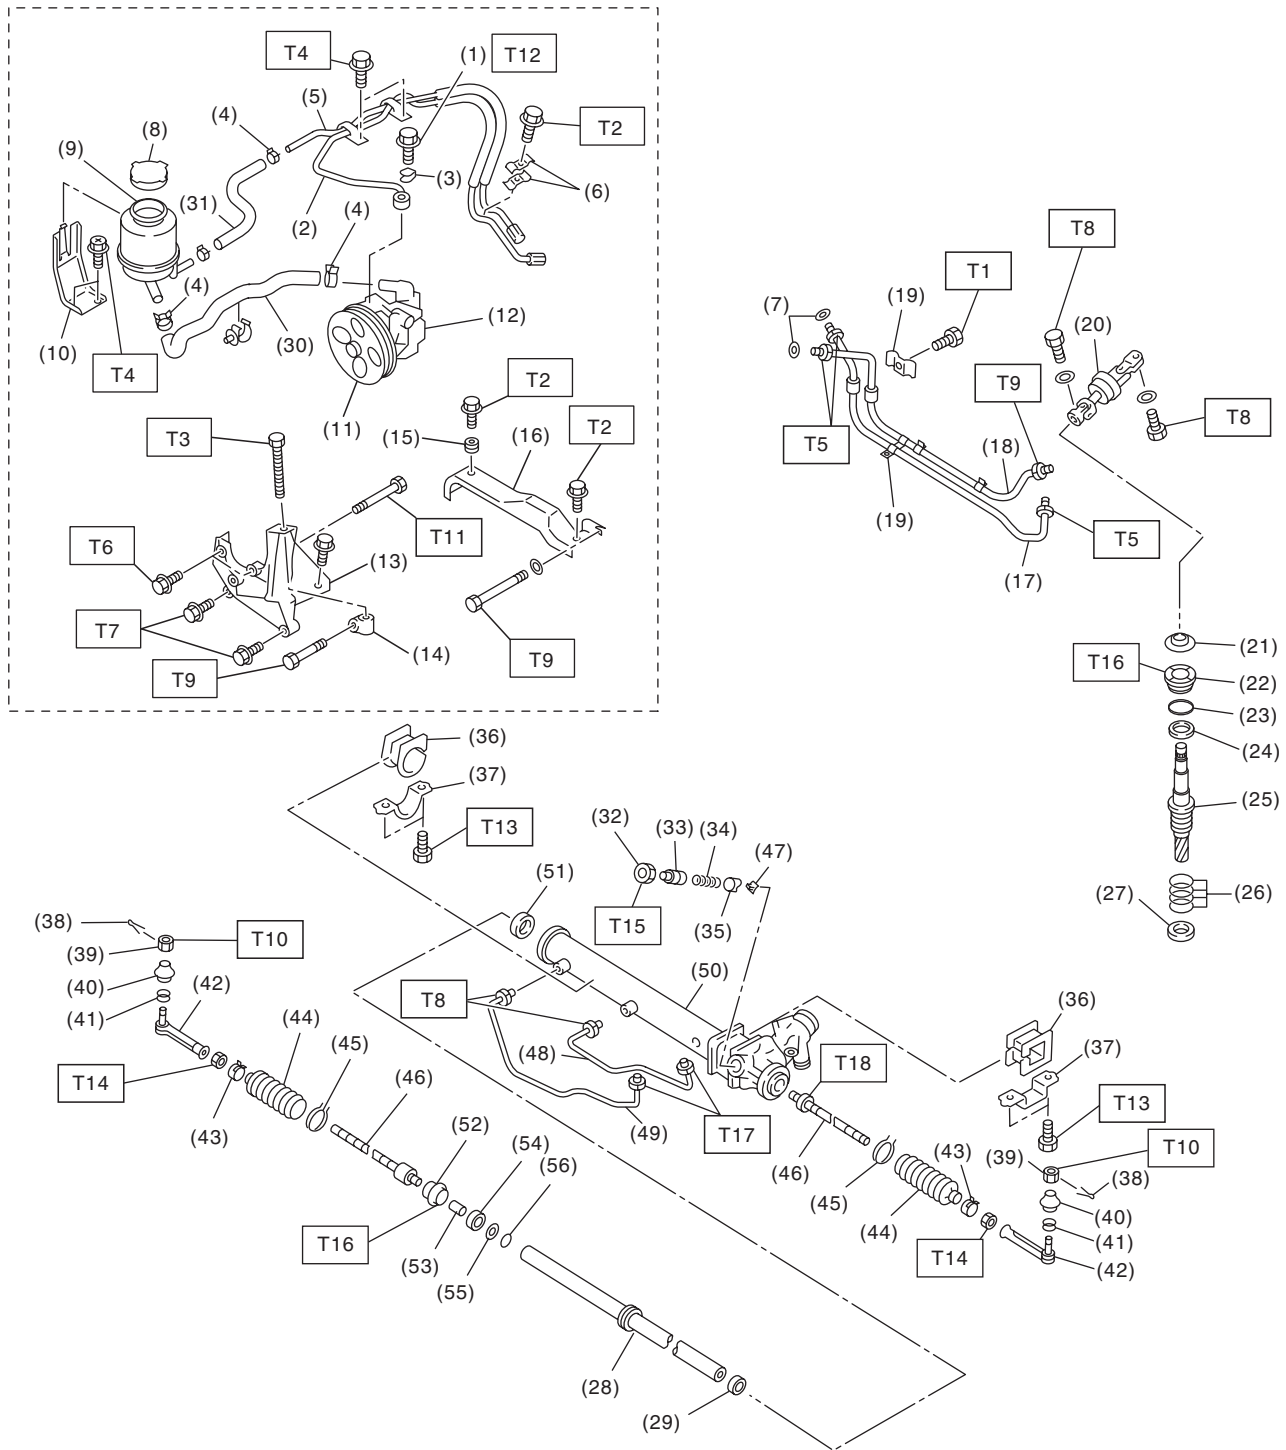 T4
(1)
T12
(5)
T2
(4)
(8)
(9)
(3)
(6)
(31)
(2)
(4)
T8
T1
(4)
(7)
(19)
(20)
(12)
(10)
(30)
T4
T2
T9
(11)
T2
T8
T3
(15)
(16)
T5
(18)
T11
(19)
T6
(13)
T5
(17)
T7
(14)
T9
T9
(21)
T16
(22)
(23)
(36)
(24)
(37)
(25)
T13
(32)
(33)
(34)
(47)
(51)
(27)
(26)
(38)
T15
(35)
T10
(39)
(50)
(40)
(42)
(41)
T8
(36)
(44)
(45)
(48)
(37)
T14
(46)
T18
T13
(43)
(49)
T17
(52)
(54)
(46)
(43)
(39)
T10
(56)
(45)
(38)
(44)
(40)
T16
(53)
(41)
(55)
T14
(42)
(28)
(29)